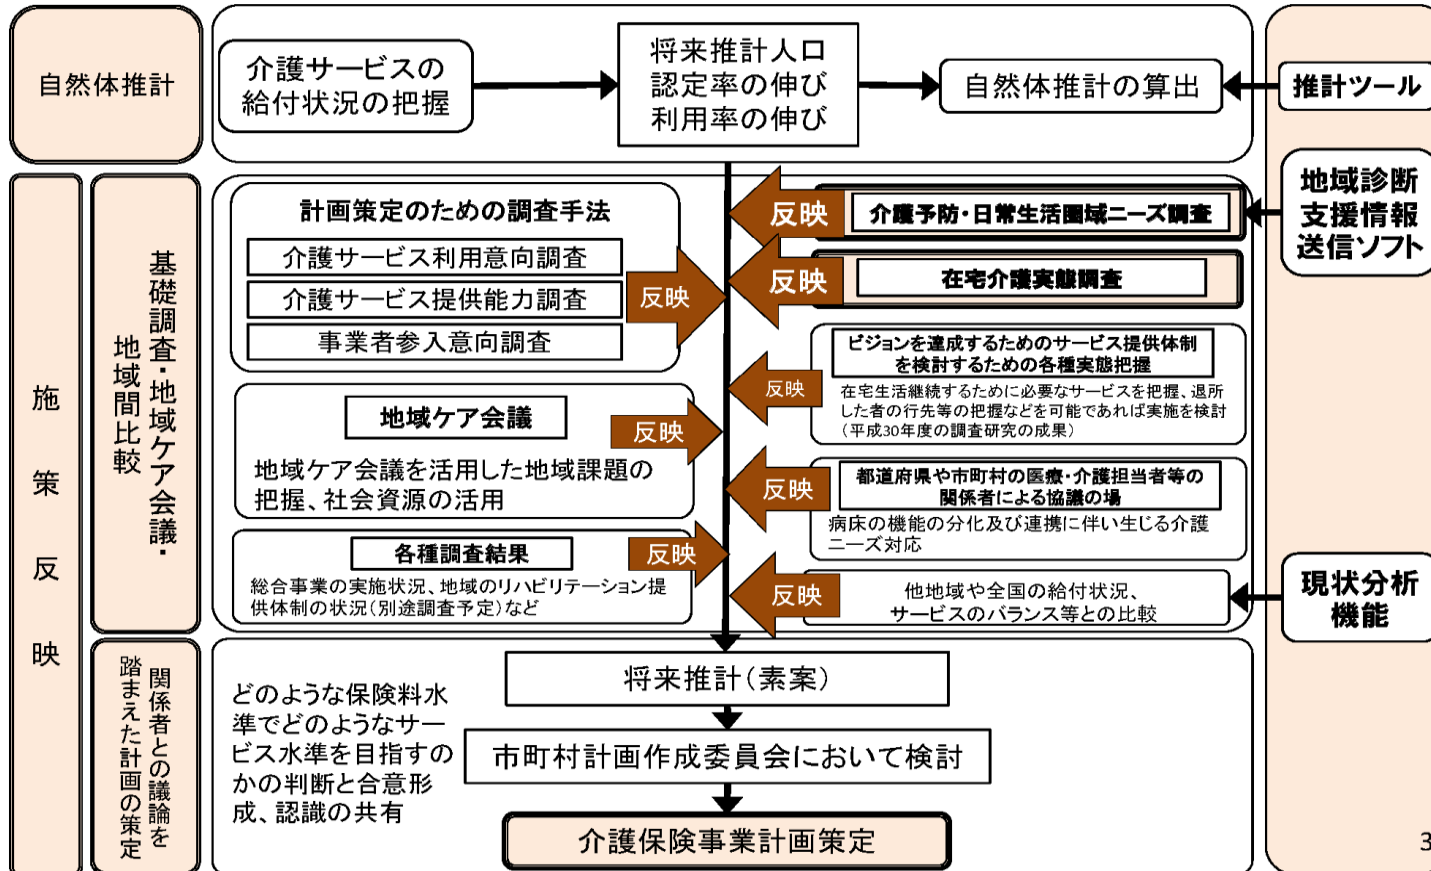 自然体推計
介護サービスの
給付状況の把握
将来推計人口
認定率の伸び
利用率の伸び
自然体推計の算出
推計ツール
施策反映
基礎調査・地域ケア会議・
地域間比較
計画策定のための調査手法
介護サービス利用意向調査
介護サービス提供能力調査
事業者参入意向調査
反映
反映
介護予防・日常生活圏域ニーズ調査
反映
在宅介護実態調査
地域診断
支援情報
送信ソフト
反映
ビジョンを達成するためのサービス提供体制
を検討するための各種実態把握
在宅生活継続するために必要なサービスを把握、退所
した者の行先等の把握などを可能であれば実施を検討
（平成30年度の調査研究の成果）
地域ケア会議
地域ケア会議を活用した地域課題の
把握、社会資源の活用
反映
反映
都道府県や市町村の医療・介護担当者等の
関係者による協議の場
病床の機能の分化及び連携に伴い生じる介護
ニーズ対応
各種調査結果
総合事業の実施状況、地域のリハビリテーション提
供体制の状況（別途調査予定）など
反映
反映
他地域や全国の給付状況、
サービスのバランス等との比較
現状分析
機能
関係者との議論を
踏まえた計画の策定
どのような保険料水
準でどのようなサー
ビス水準を目指すの
かの判断と合意形
成、認識の共有
将来推計（素案）
市町村計画作成委員会において検討
介護保険事業計画策定
3